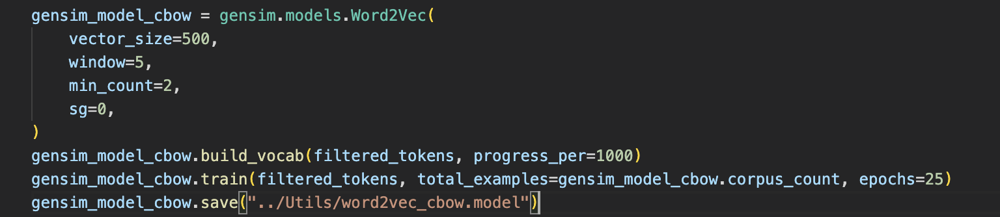 gensim_model_cbow = gensim.models.Word2Vec(
    vector_size=500,
    window=5,
    min_count=2,
    sg=0,
)
gensim_model_cbow.build_vocab(filtered_tokens, progress_per=1000)
gensim_model_cbow.train(filtered_tokens, total_examples=gensim_model_cbow.corpus_count, epochs=25)
gensim_model_cbow.save("../Utils/word2vec_cbow.model")